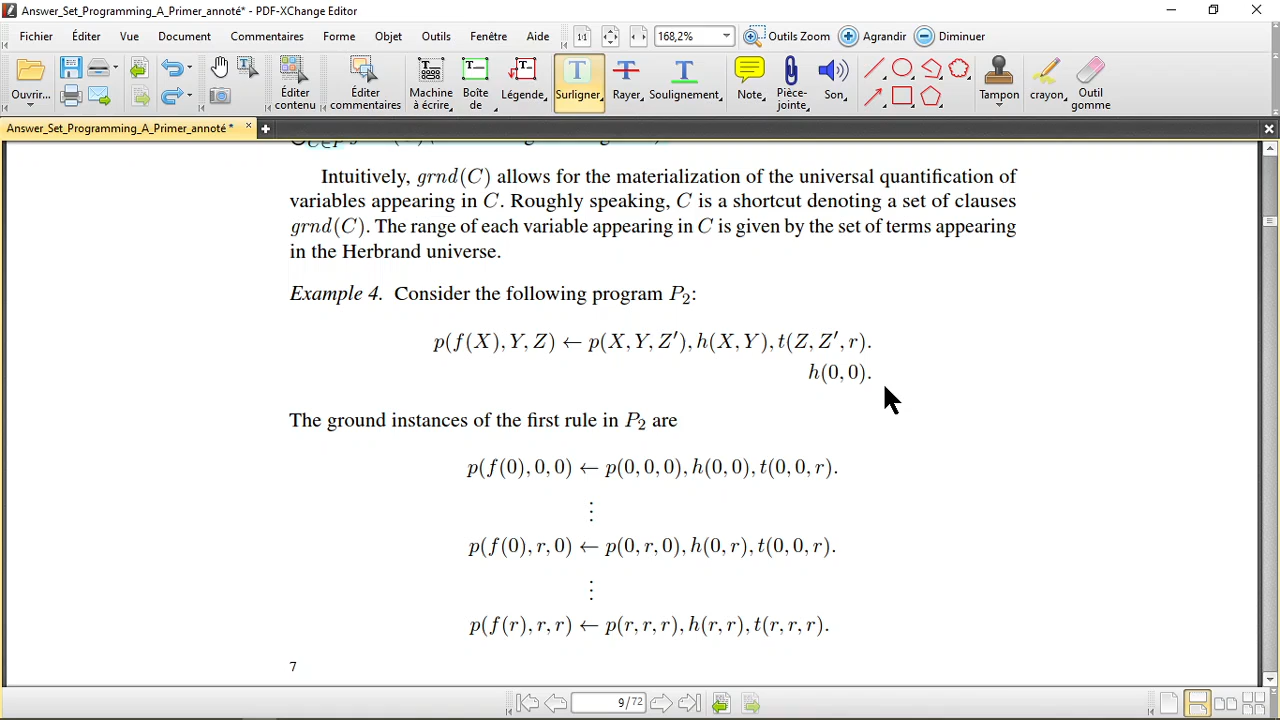 Answer_Set_Programming_A_Primer_annoté* - PDF-XChange Editor
Fichier Éditer Vue Document Commentaires Forme Objet Outils Fenêtre Aide 1:1 168,2% Outils Zoom Agrandir Diminuer
Ouvrir... Éditer contenu Éditer commentaires Machine à écrire Boîte de Légende Surligner Rayer Soulignement Note Pièce-jointe Son Tampon crayon Outil gomme
Answer_Set_Programming_A_Primer_annoté *
Intuitively, grnd(C) allows for the materialization of the universal quantification of
variables appearing in C. Roughly speaking, C is a shortcut denoting a set of clauses
grnd(C). The range of each variable appearing in C is given by the set of terms appearing
in the Herbrand universe.
Example 4. Consider the following program P₂:
p(f(X), Y, Z) ← p(X, Y, Z′), h(X, Y), t(Z, Z′, r).
h(0, 0).
The ground instances of the first rule in P₂ are
p(f(0), 0, 0) ← p(0, 0, 0), h(0, 0), t(0, 0, r).
⋮
p(f(0), r, 0) ← p(0, r, 0), h(0, r), t(0, 0, r).
⋮
p(f(r), r, r) ← p(r, r, r), h(r, r), t(r, r, r).
7
9/72